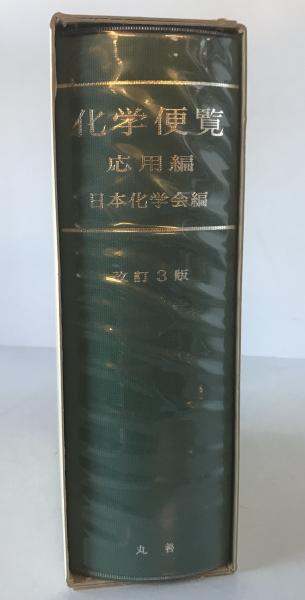 化学便覧
応用編
日本化学会編
改訂3版
丸善